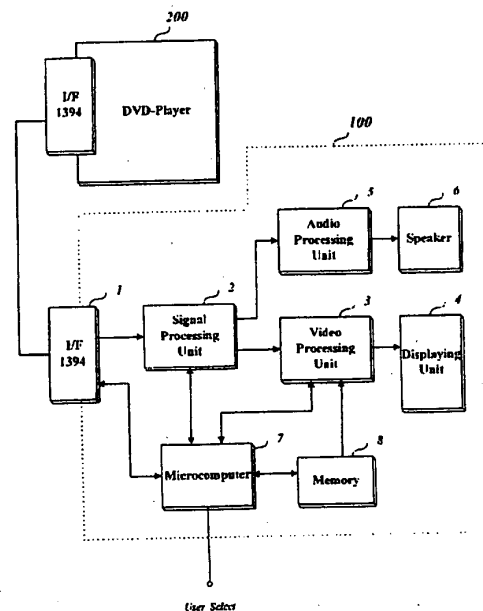 200
I/F
1394
DVD-Player
100
5
Audio
Processing
Unit
6
Speaker
1
I/F
1394
2
Signal
Processing
Unit
3
Video
Processing
Unit
4
Displaying
Unit
7
Microcomputer
8
Memory
User Select